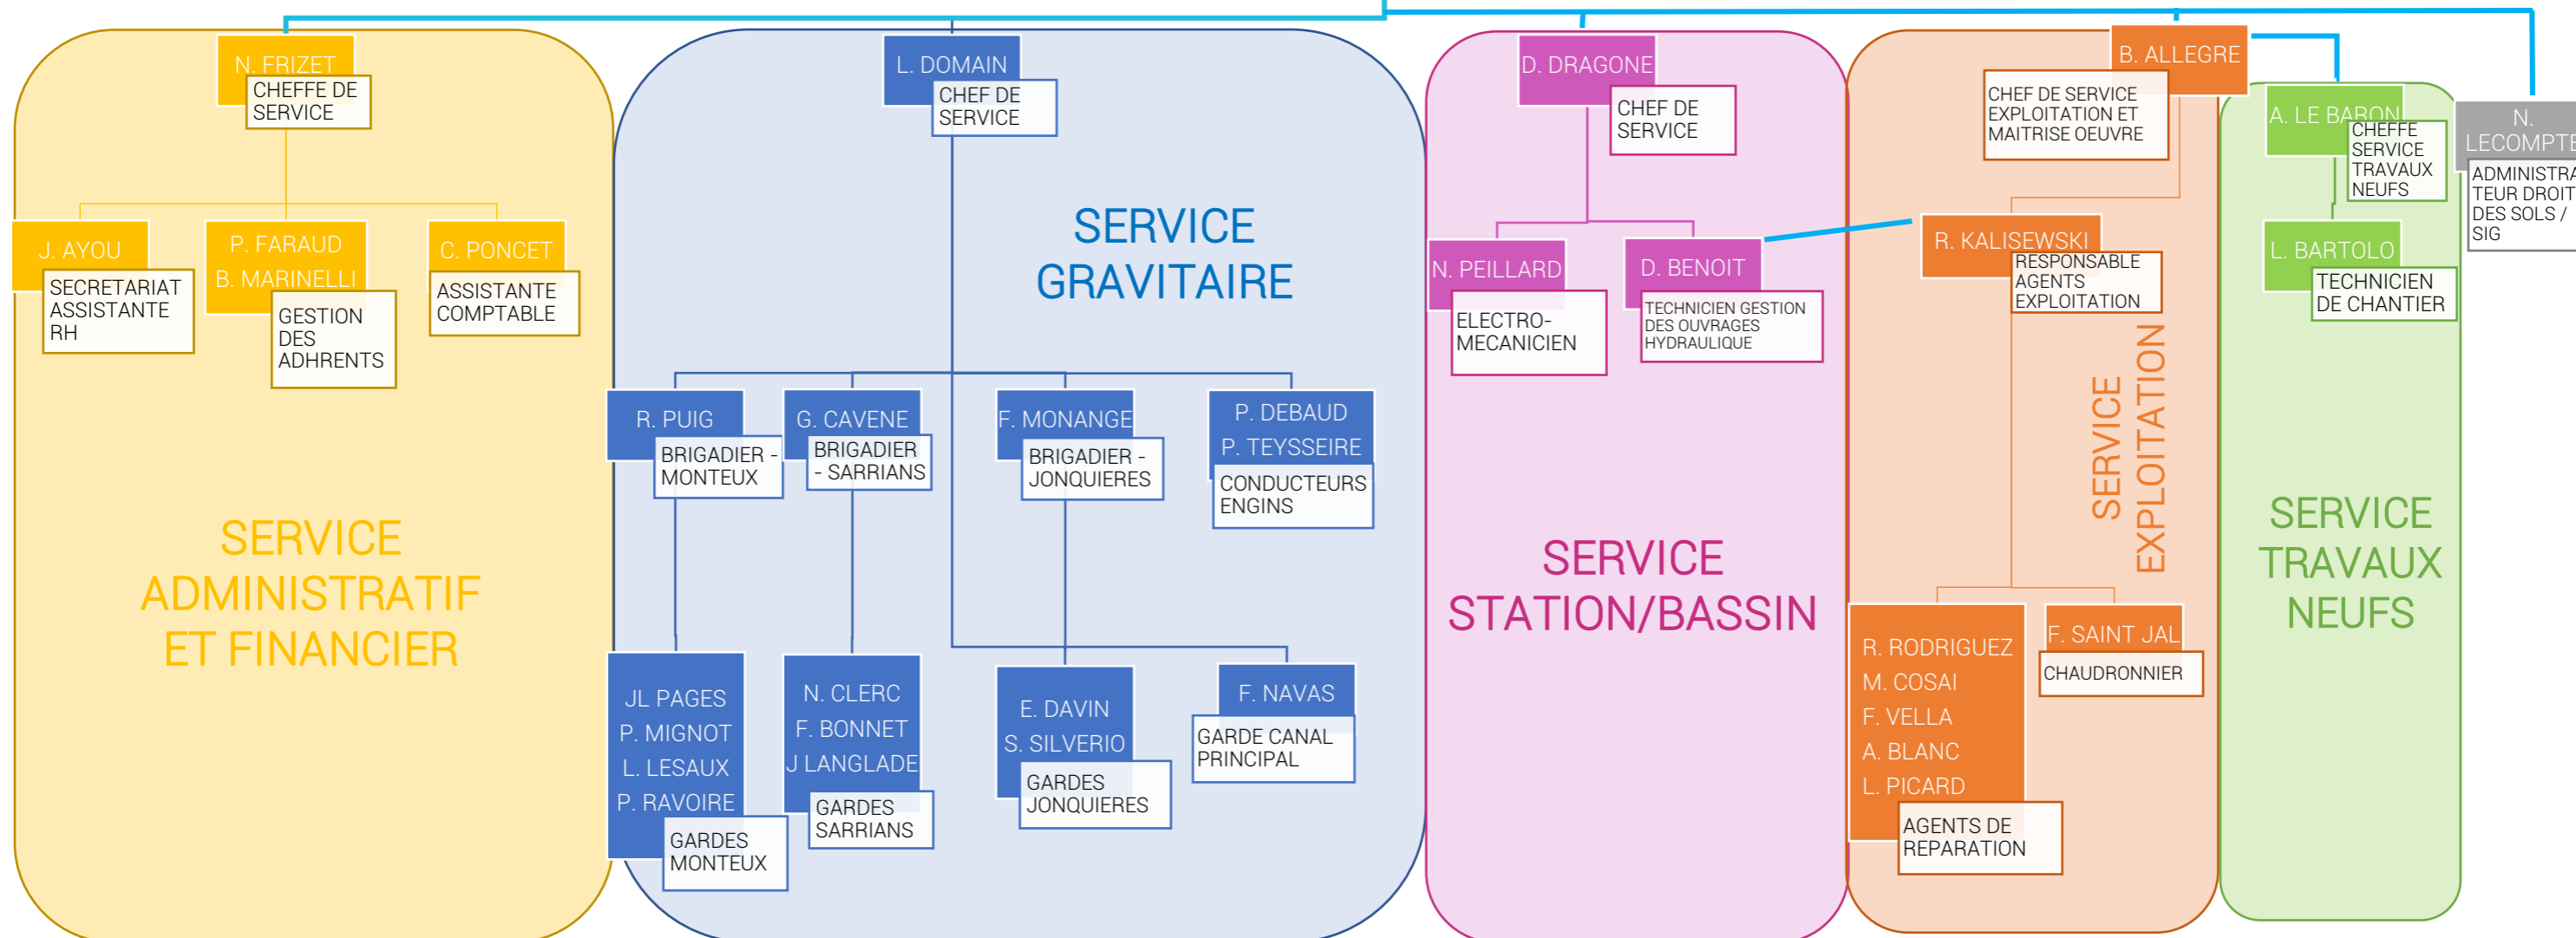 N. FRIZET
CHEFFE DE
SERVICE
J. AYOU
SECRETARIAT
ASSISTANTE
RH
P. FARAUD
B. MARINELLI
GESTION
DES
ADHRENTS
C. PONCET
ASSISTANTE
COMPTABLE
SERVICE
ADMINISTRATIF
ET FINANCIER
L. DOMAIN
CHEF DE
SERVICE
SERVICE
GRAVITAIRE
R. PUIG
BRIGADIER -
MONTEUX
G. CAVENE
BRIGADIER
- SARRIANS
F. MONANGE
BRIGADIER -
JONQUIERES
P. DEBAUD
P. TEYSSEIRE
CONDUCTEURS
ENGINS
JL PAGES
P. MIGNOT
L. LESAUX
P. RAVOIRE
GARDES
MONTEUX
N. CLERC
F. BONNET
J LANGLADE
GARDES
SARRIANS
E. DAVIN
S. SILVERIO
GARDES
JONQUIERES
F. NAVAS
GARDE CANAL
PRINCIPAL
D. DRAGONE
CHEF DE
SERVICE
N. PEILLARD
ELECTRO-
MECANICIEN
D. BENOIT
TECHNICIEN GESTION
DES OUVRAGES
HYDRAULIQUE
SERVICE
STATION/BASSIN
B. ALLEGRE
CHEF DE SERVICE
EXPLOITATION ET
MAITRISE OEUVRE
R. KALISEWSKI
RESPONSABLE
AGENTS
EXPLOITATION
SERVICE
EXPLOITATION
R. RODRIGUEZ
M. COSAI
F. VELLA
A. BLANC
L. PICARD
AGENTS DE
REPARATION
F. SAINT JAL
CHAUDRONNIER
A. LE BARON
CHEFFE
SERVICE
TRAVAUX
NEUFS
L. BARTOLO
TECHNICIEN
DE CHANTIER
SERVICE
TRAVAUX
NEUFS
N.
LECOMPTE
ADMINISTRA
TEUR DROIT
DES SOLS /
SIG